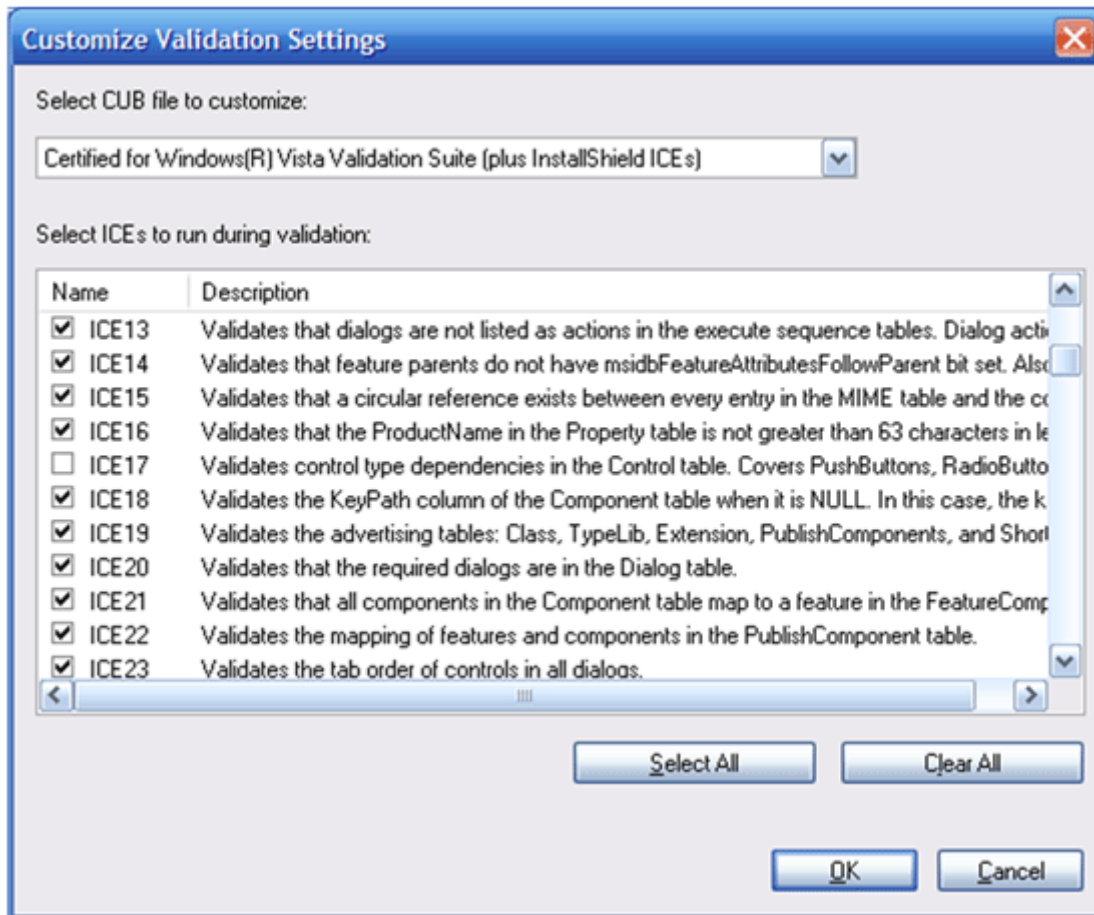 Customize Validation Settings
Select CUB file to customize:
Certified for Windows(R) Vista Validation Suite (plus InstallShield ICEs)
Select ICEs to run during validation:
Name Description
ICE13 Validates that dialogs are not listed as actions in the execute sequence tables. Dialog
ICE14 Validates that feature parents do not have msidbFeatureAttributesFollowParent bit set. Also
ICE15 Validates that a circular reference exists between every entry in the MIME table and the
ICE16 Validates that the ProductName in the Property table is not greater than 63 characters in
ICE17 Validates control type dependencies in the Control table. Covers PushButtons,
ICE18 Validates the KeyPath column of the Component table when it is NULL. In this case, the
ICE19 Validates the advertising tables: Class, TypeLib, Extension, PublishComponents, and
ICE20 Validates that the required dialogs are in the Dialog table.
ICE21 Validates that all components in the Component table map to a feature in the
ICE22 Validates the mapping of features and components in the PublishComponent table.
ICE23 Validates the tab order of controls in all dialogs.
Select All Clear All
OK Cancel